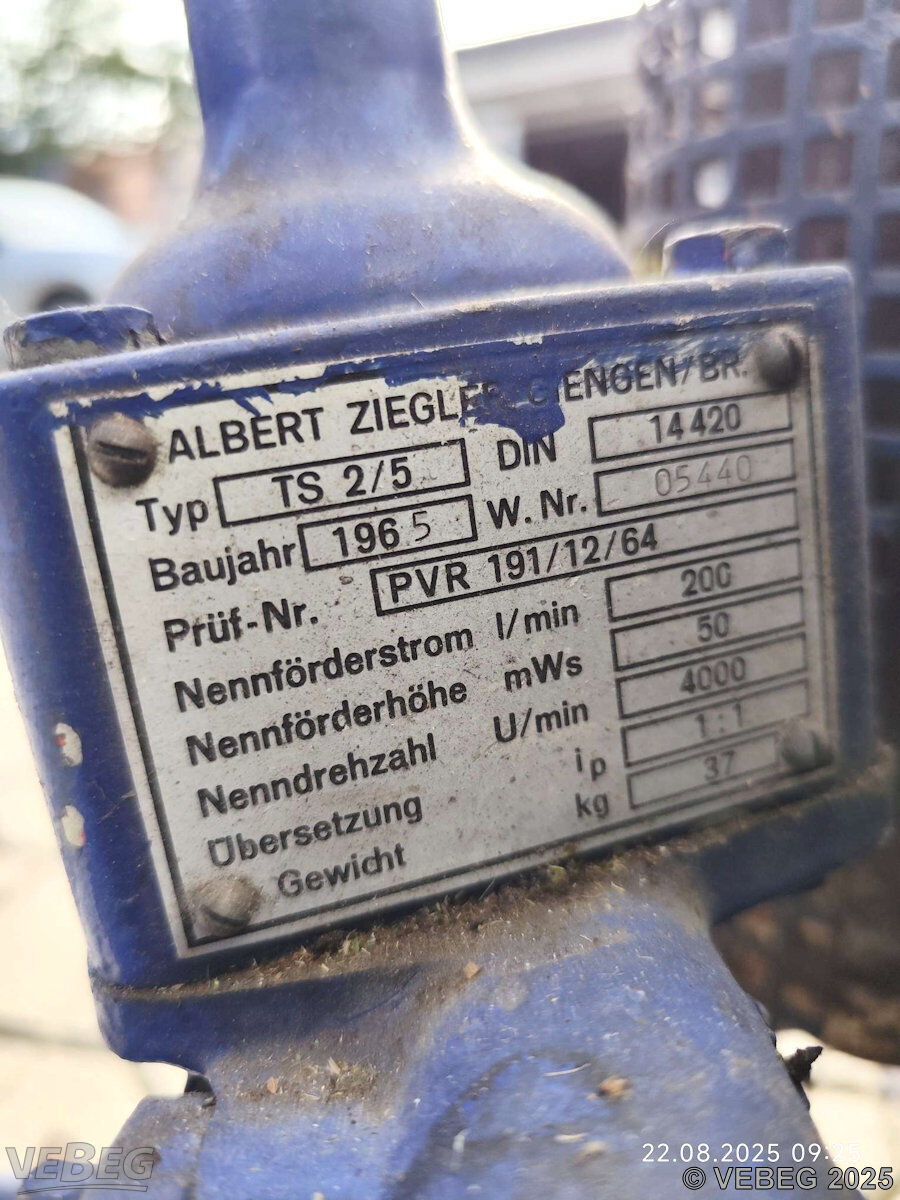 ALBERT ZIEGLER GIENGEN/BR.
Typ TS 2/5 DIN 14420
Baujahr 1965 W. Nr. 05440
Prüf-Nr. PVR 191/12/64
Nennförderstrom l/min 200
Nennförderhöhe mWs 50
Nenndrehzahl U/min 4000
Übersetzung ip 1:1
Gewicht kg 37
VEBEG
22.08.2025 09:25
© VEBEG 2025